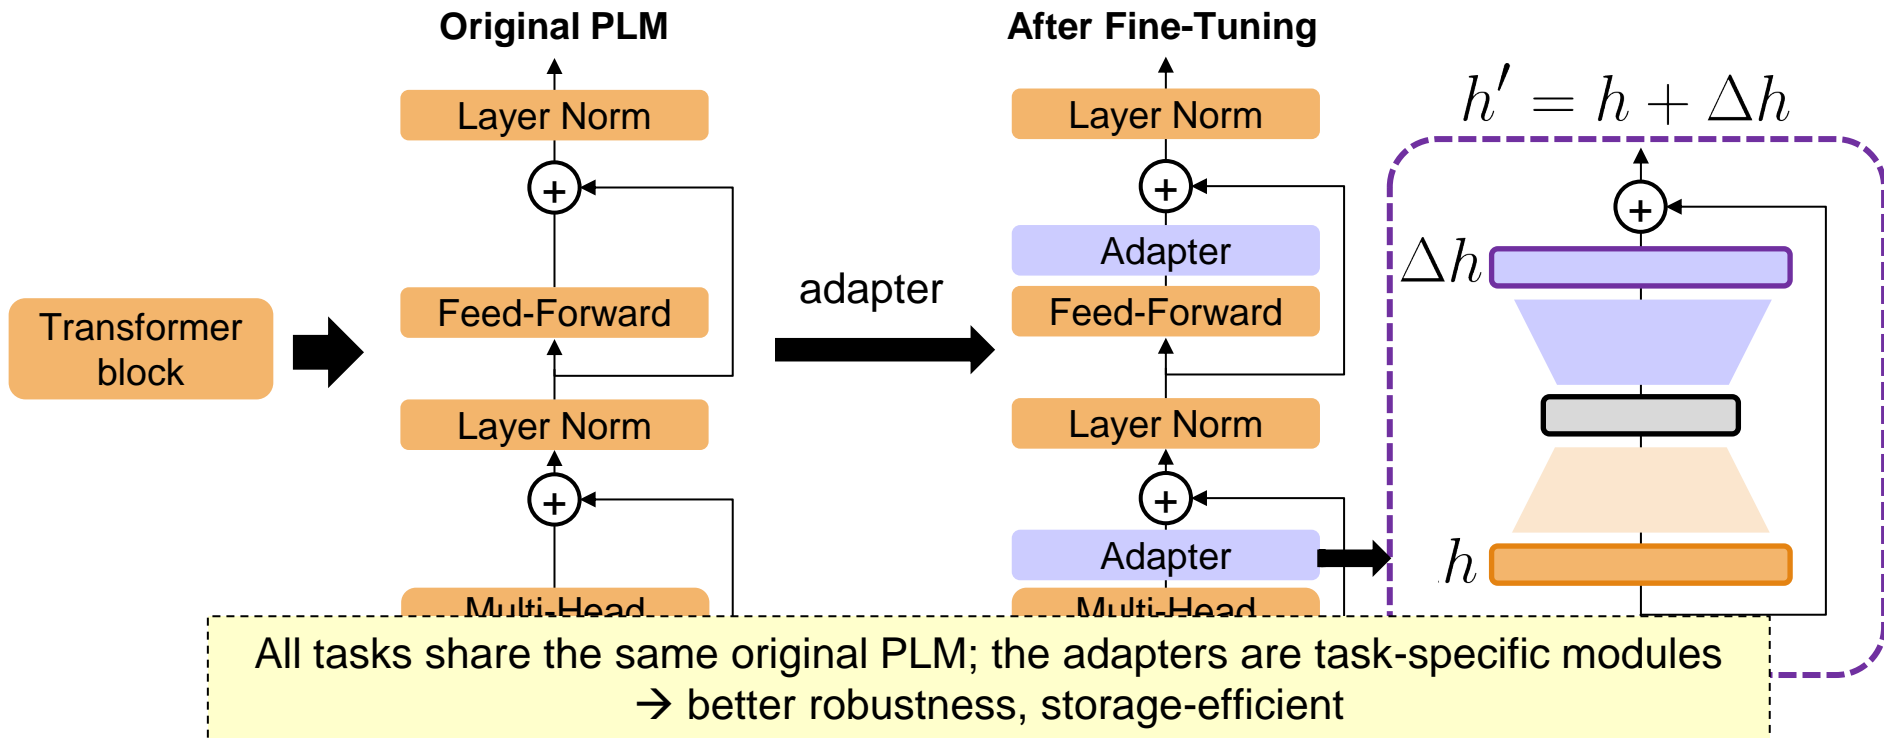 Original PLM
After Fine-Tuning
h′ = h + Δh
Layer Norm
Layer Norm
+
+
+
Adapter
Δh
adapter
Feed-Forward
Feed-Forward
Transformer
block
Layer Norm
Layer Norm
+
+
Adapter
h
Multi-Head
Multi-Head
All tasks share the same original PLM; the adapters are task-specific modules
→ better robustness, storage-efficient